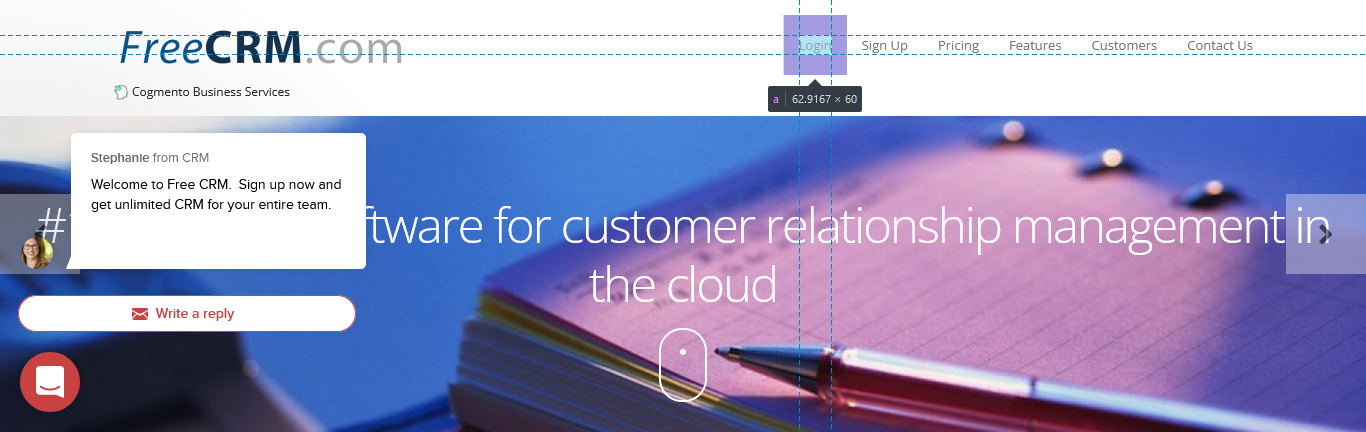 FreeCRM.com
Login
Sign Up
Pricing
Features
Customers
Contact Us
Cogmento Business Services
a 62.9167 × 60
Stephanie from CRM
Welcome to Free CRM. Sign up now and
get unlimited CRM for your entire team.
# ftware for customer relationship management in
the cloud
Write a reply